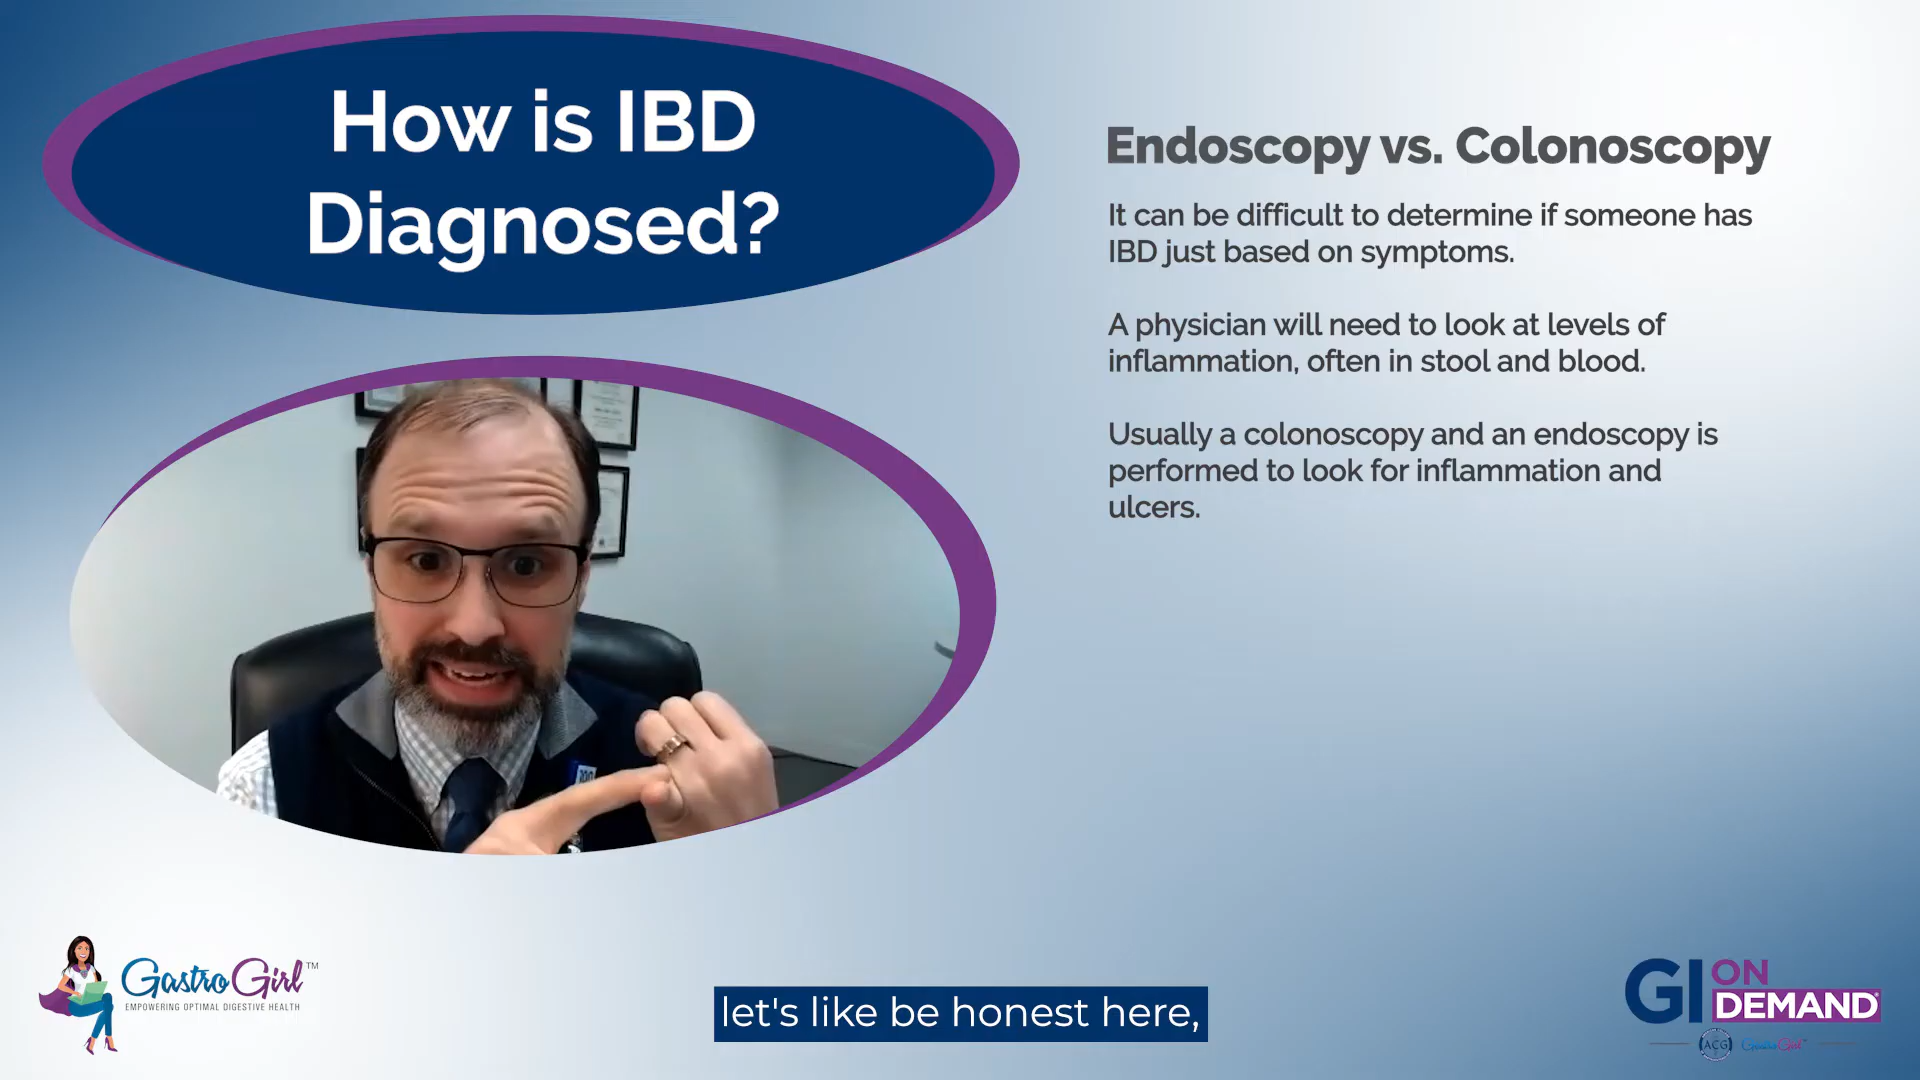 How is IBD
Diagnosed?
Endoscopy vs. Colonoscopy
It can be difficult to determine if someone has
IBD just based on symptoms.
A physician will need to look at levels of
inflammation, often in stool and blood.
Usually a colonoscopy and an endoscopy is
performed to look for inflammation and
ulcers.
GastroGirl™
EMPOWERING OPTIMAL DIGESTIVE HEALTH
let's like be honest here,
GI ON
DEMAND
ACG GastroGirl™